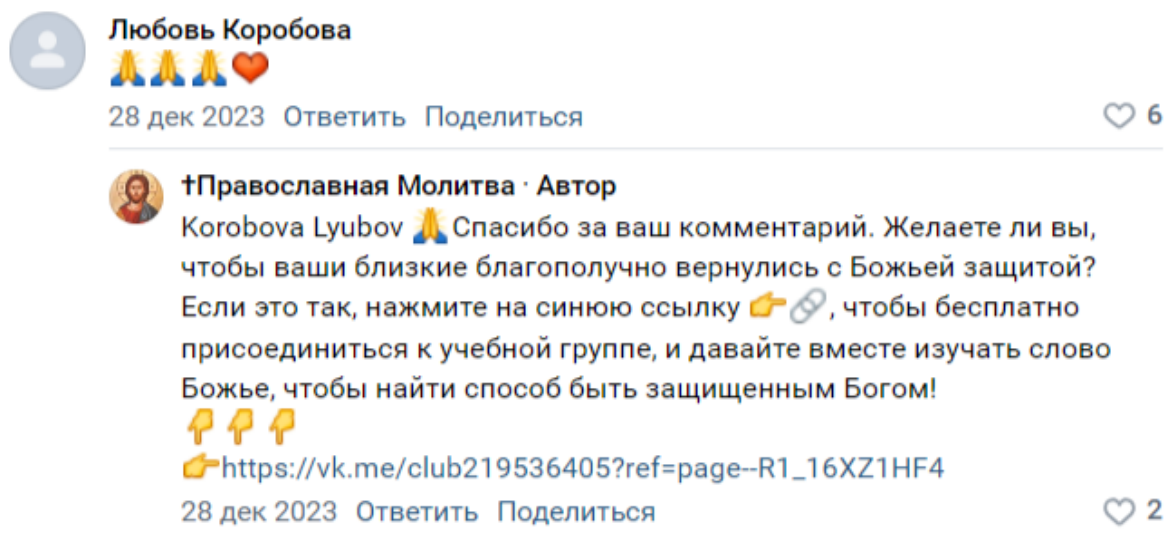 Любовь Коробова
🙏🙏🙏❤
28 дек 2023 Ответить Поделиться 6
†Православная Молитва · Автор
Korobova Lyubov 🙏Спасибо за ваш комментарий. Желаете ли вы,
чтобы ваши близкие благополучно вернулись с Божьей защитой?
Если это так, нажмите на синюю ссылку 👉🔗, чтобы бесплатно
присоединиться к учебной группе, и давайте вместе изучать слово
Божье, чтобы найти способ быть защищенным Богом!
👇👇👇
👉https://vk.me/club219536405?ref=page--R1_16XZ1HF4
28 дек 2023 Ответить Поделиться 2